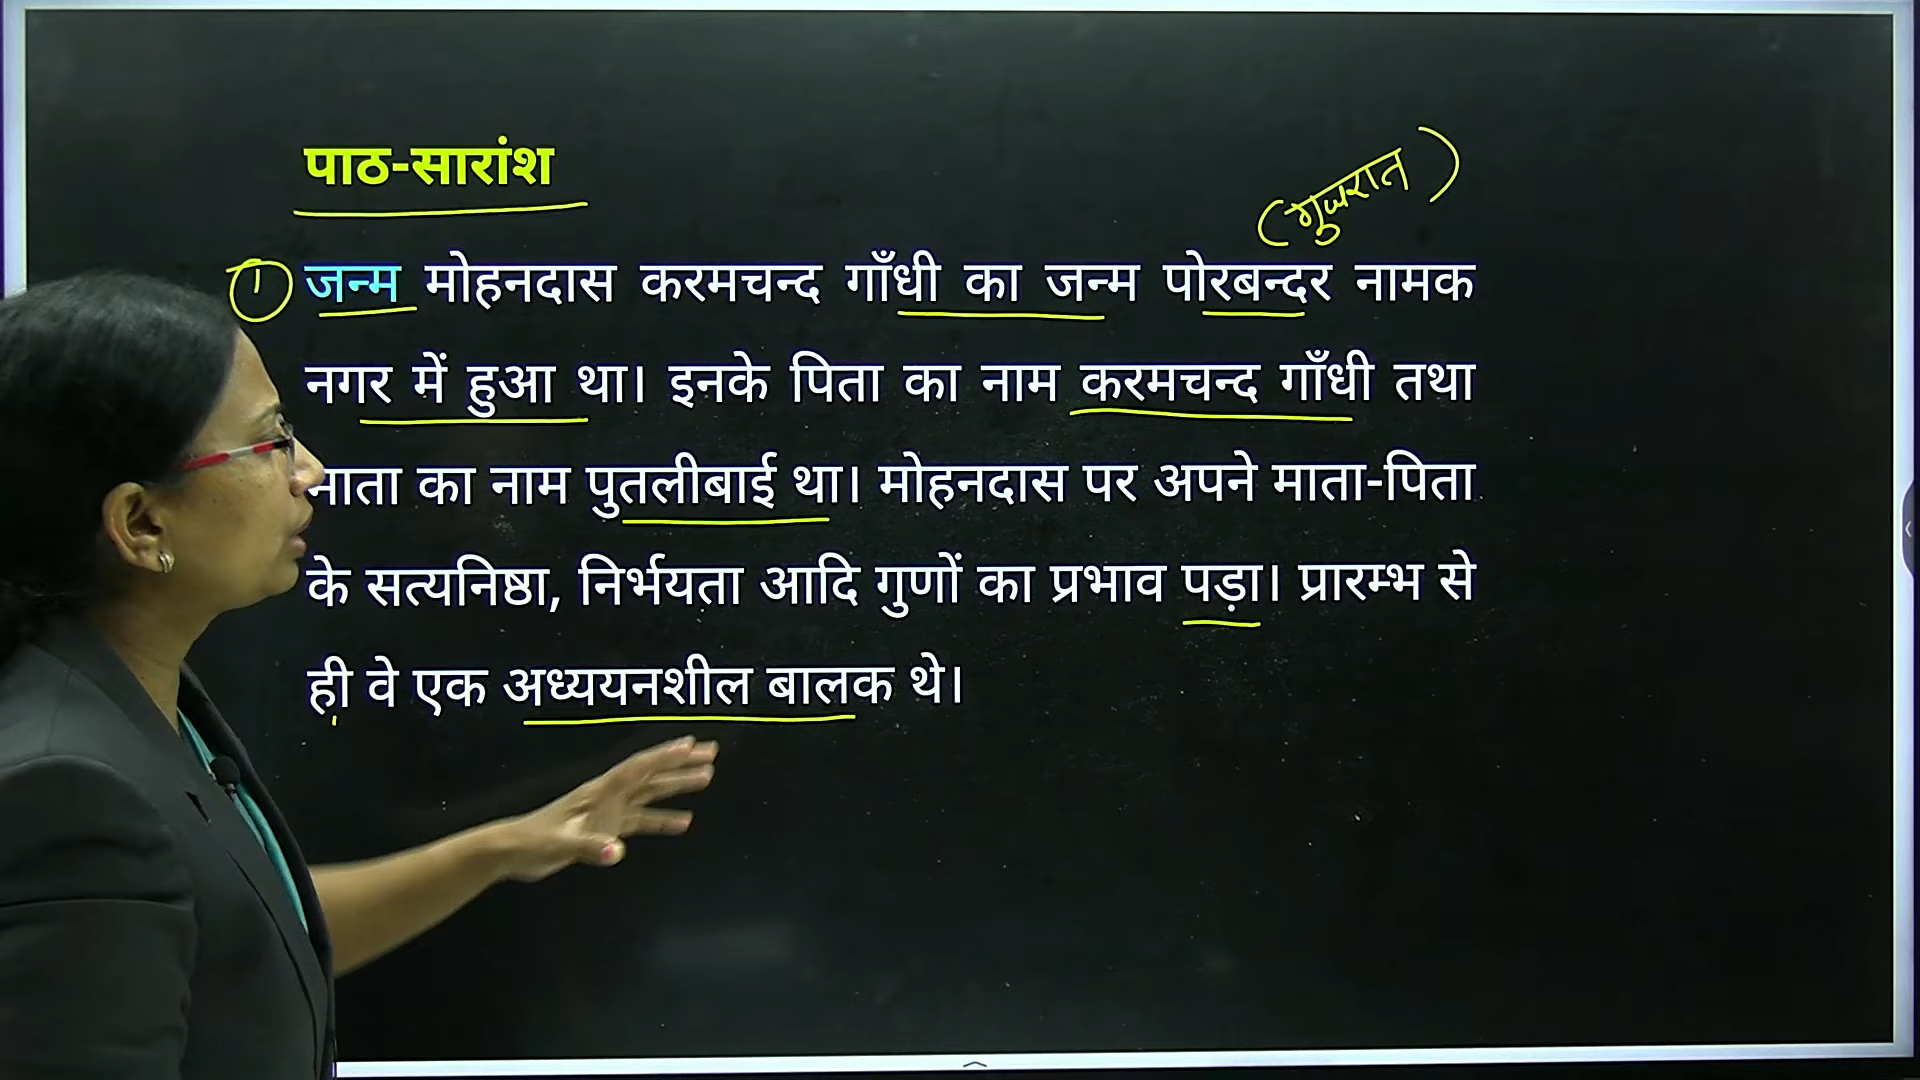 पाठ-सारांश
(गुजरात)
१ जन्म मोहनदास करमचन्द गाँधी का जन्म पोरबन्दर नामक
नगर में हुआ था। इनके पिता का नाम करमचन्द गाँधी तथा
माता का नाम पुतलीबाई था। मोहनदास पर अपने माता-पिता
के सत्यनिष्ठा, निर्भयता आदि गुणों का प्रभाव पड़ा। प्रारम्भ से
ही वे एक अध्ययनशील बालक थे।